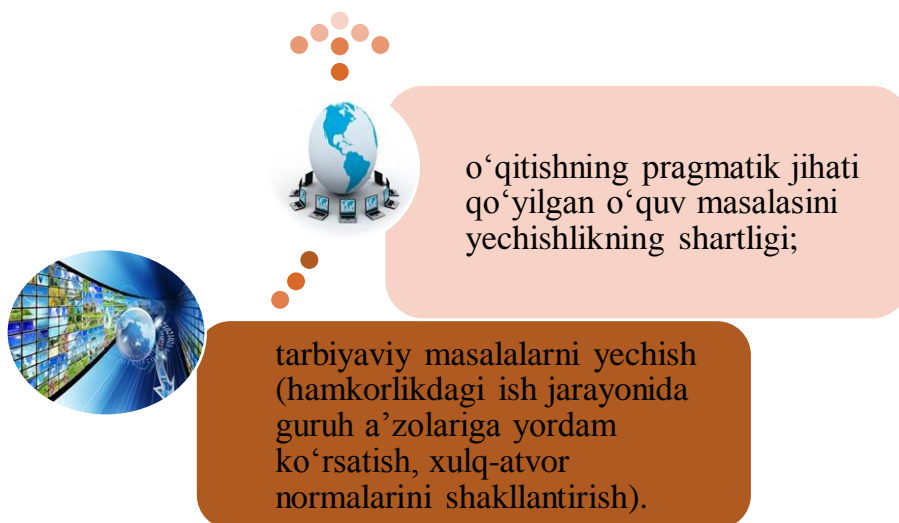 o‘qitishning pragmatik jihati
qo‘yilgan o‘quv masalasini
yechishlikning shartligi;
tarbiyaviy masalalarni yechish
(hamkorlikdagi ish jarayonida
guruh a’zolariga yordam
ko‘rsatish, xulq-atvor
normalarini shakllantirish).